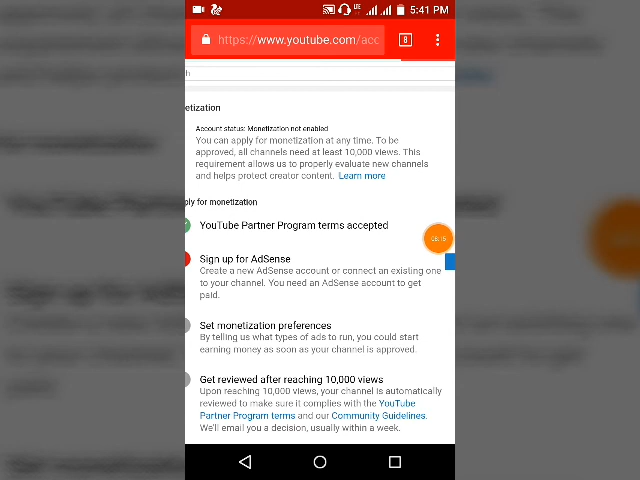 LTE
5:41 PM
https://www.youtube.com/acc
8
h
etization
Account status: Monetization not enabled
You can apply for monetization at any time. To be
approved, all channels need at least 10,000 views. This
requirement allows us to properly evaluate new channels
and helps protect creator content. Learn more
ply for monetization
YouTube Partner Program terms accepted
Sign up for AdSense
Create a new AdSense account or connect an existing one
to your channel. You need an AdSense account to get
paid.
Set monetization preferences
By telling us what types of ads to run, you could start
earning money as soon as your channel is approved.
Get reviewed after reaching 10,000 views
Upon reaching 10,000 views, your channel is automatically
reviewed to make sure it complies with the YouTube
Partner Program terms and our Community Guidelines.
We'll email you a decision, usually within a week.